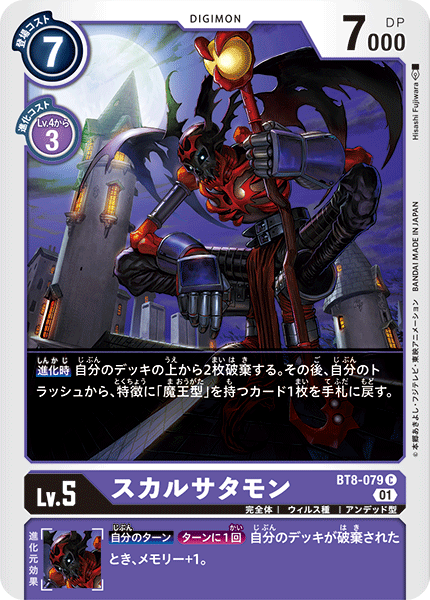 DIGIMON
登場コスト
7
7000
DP
進化コスト
Lv.4から
3
Hisashi Fujiwara
BANDAI MADE IN JAPAN
©本郷あきよし・フジテレビ・東映アニメーション
進化時 自分のデッキの上から2枚破棄する。その後、自分のト
ラッシュから、特徴に「魔王型」を持つカード1枚を手札に戻す。
BT8-079 C
01
Lv.5
スカルサタモン
完全体 | ウィルス種 | アンデッド型
進化元効果
自分のターン ターンに1回 自分のデッキが破棄された
とき、メモリー+1。